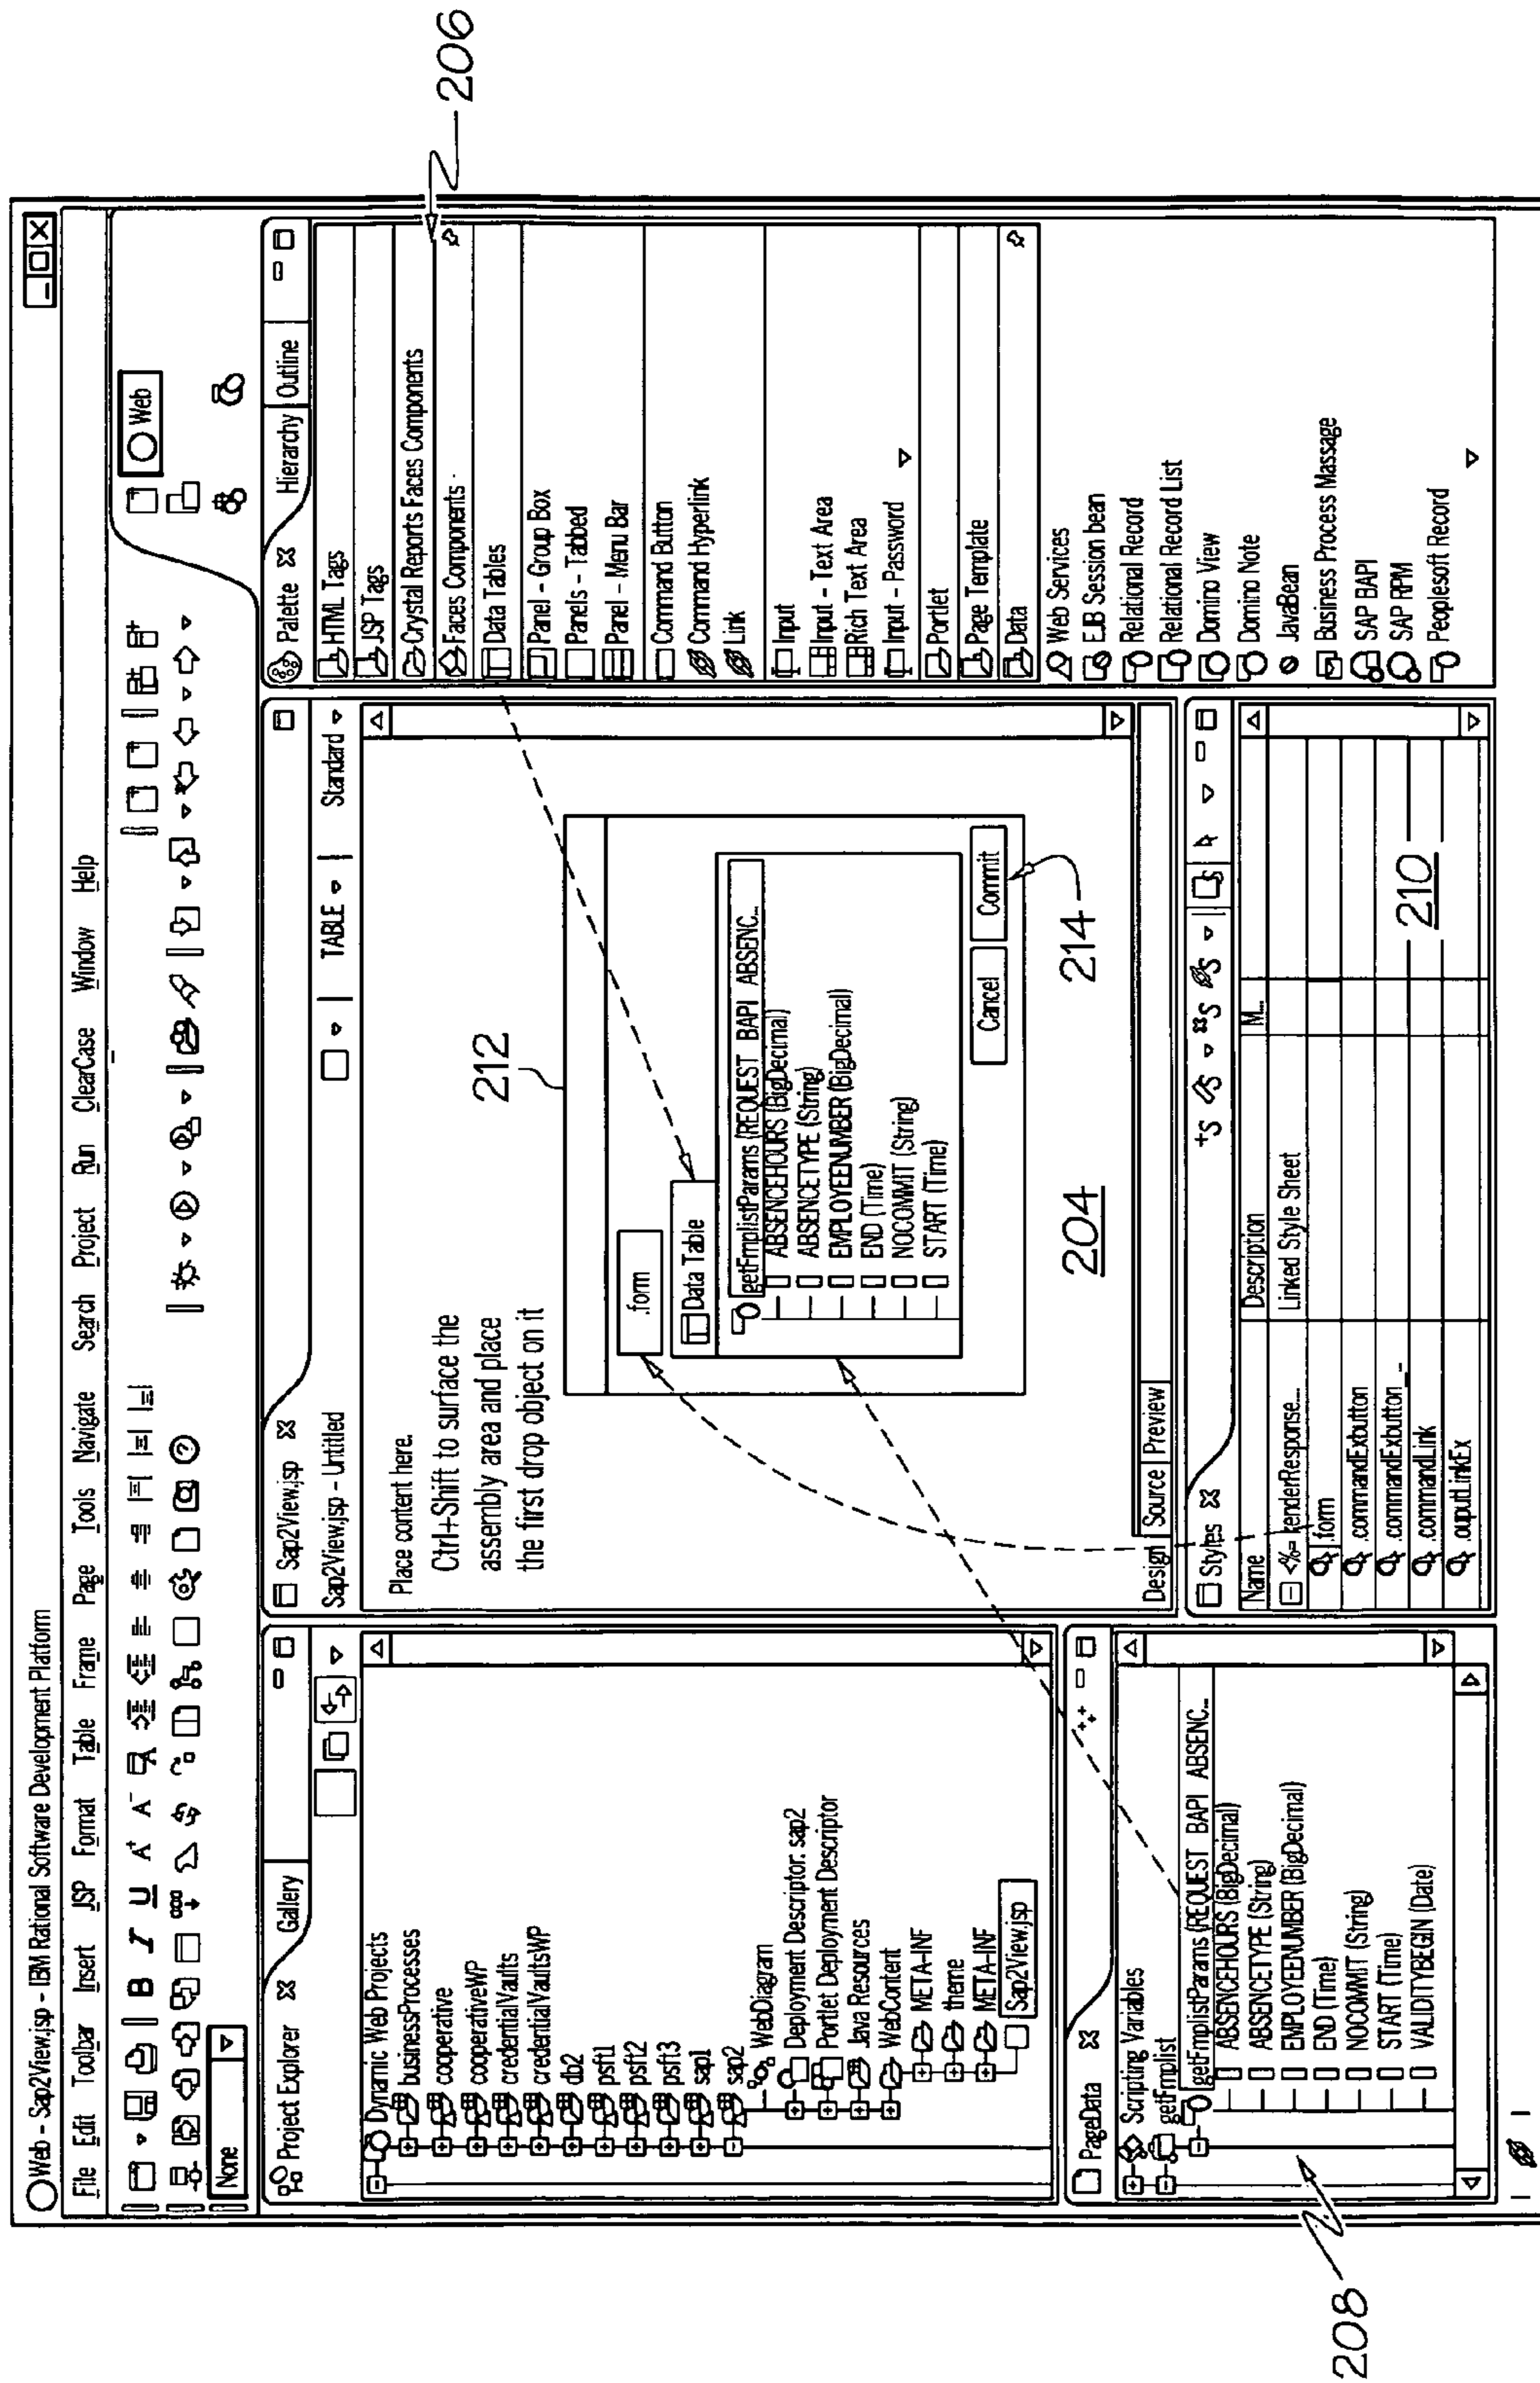 Web - Sap2View.jsp - IBM Rational Software Development Platform
File Edit Toolbar Insert JSP Format Table Frame Page Tools Navigate Search Project Run ClearCase Window Help
B I U A+ A-
Web
None
Project Explorer Gallery
Dynamic Web Projects
businessProcesses
cooperative
cooperativeWP
credentialVaults
credentialVaultsWP
db2
psft1
psft2
psft3
sap1
sap2
WebDiagram
Deployment Descriptor: sap2
Portlet Deployment Descriptor
Java Resources
WebContent
META-INF
theme
META-INF
Sap2View.jsp
PageData
Scripting Variables
getFmplist
getFmplistParams (REQUEST BAPI ABSENC...
ABSENCEHOURS (BigDecimal)
ABSENCETYPE (String)
EMPLOYEENUMBER (BigDecimal)
END (Time)
NOCOMMIT (String)
START (Time)
VALIDITYBEGIN (Date)
208
Sap2View.jsp
Sap2View.jsp - Untitled
TABLE
Standard
Place content here.
Ctrl+Shift to surface the
assembly area and place
the first drop object on it
212
.form
Data Table
getFmplistParams (REQUEST BAPI ABSENC...
ABSENCEHOURS (BigDecimal)
ABSENCETYPE (String)
EMPLOYEENUMBER (BigDecimal)
END (Time)
NOCOMMIT (String)
START (Time)
Cancel Commit
204
214
Design Source Preview
Styles
Name Description M...
<%= renderResponse.... Linked Style Sheet
.form
.commandExbutton
.commandExbutton_
.commandLink
.ouputLinkEx
210
Palette Hierarchy Outline
206
HTML Tags
JSP Tags
Crystal Reports Faces Components
Faces Components
Data Tables
Panel - Group Box
Panels - Tabbed
Panel - Menu Bar
Command Button
Command Hyperlink
Link
Input
Input - Text Area
Rich Text Area
Input - Password
Portlet
Page Template
Data
Web Services
EJB Session bean
Relational Record
Relational Record List
Domino View
Domino Note
JavaBean
Business Process Massage
SAP BAPI
SAP RPM
Peoplesoft Record